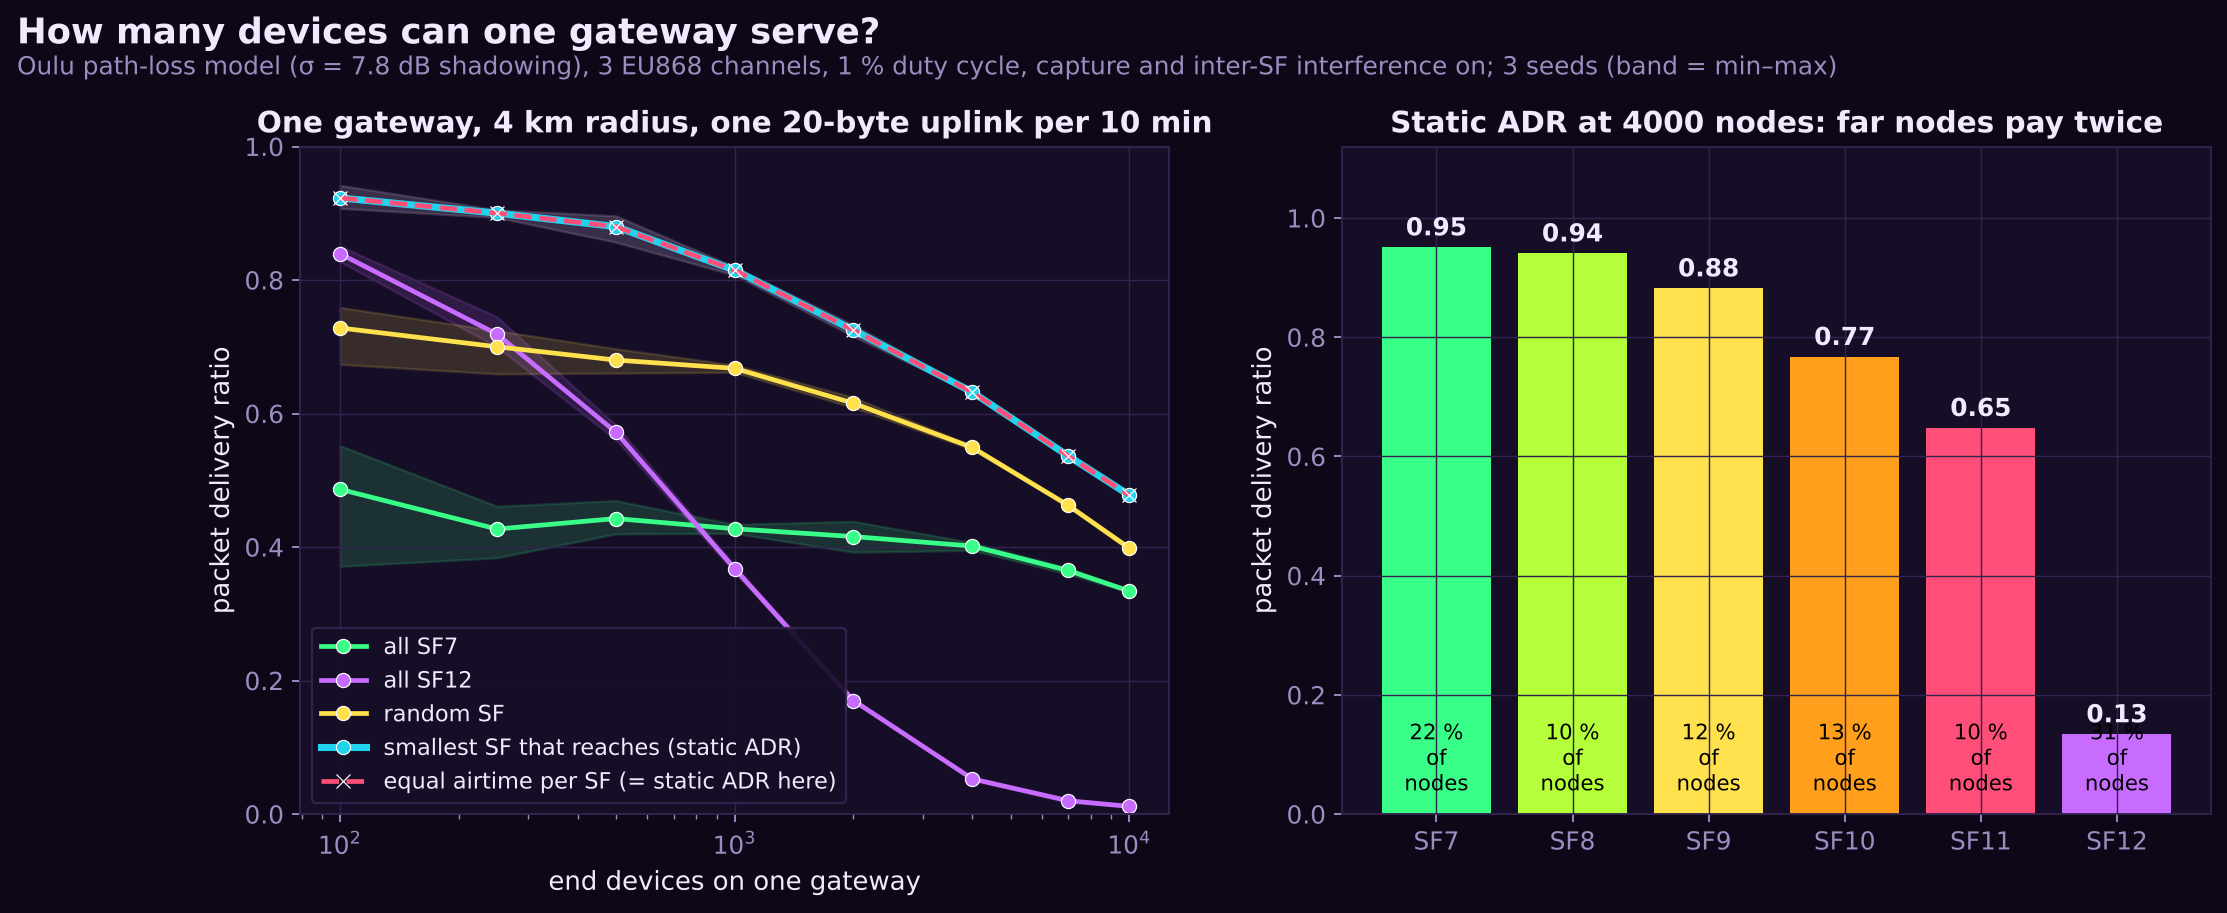 How many devices can one gateway serve?
Oulu path-loss model (σ = 7.8 dB shadowing), 3 EU868 channels, 1 % duty cycle, capture and inter-SF interference on; 3 seeds (band = min–max)
One gateway, 4 km radius, one 20-byte uplink per 10 min
packet delivery ratio
1.0
0.8
0.6
0.4
0.2
0.0
all SF7
all SF12
random SF
smallest SF that reaches (static ADR)
equal airtime per SF (= static ADR here)
10²
10³
10⁴
end devices on one gateway
Static ADR at 4000 nodes: far nodes pay twice
packet delivery ratio
1.0
0.8
0.6
0.4
0.2
0.0
0.95
0.94
0.88
0.77
0.65
0.13
22 %
of
nodes
10 %
of
nodes
12 %
of
nodes
13 %
of
nodes
10 %
of
nodes
31 %
of
nodes
SF7
SF8
SF9
SF10
SF11
SF12